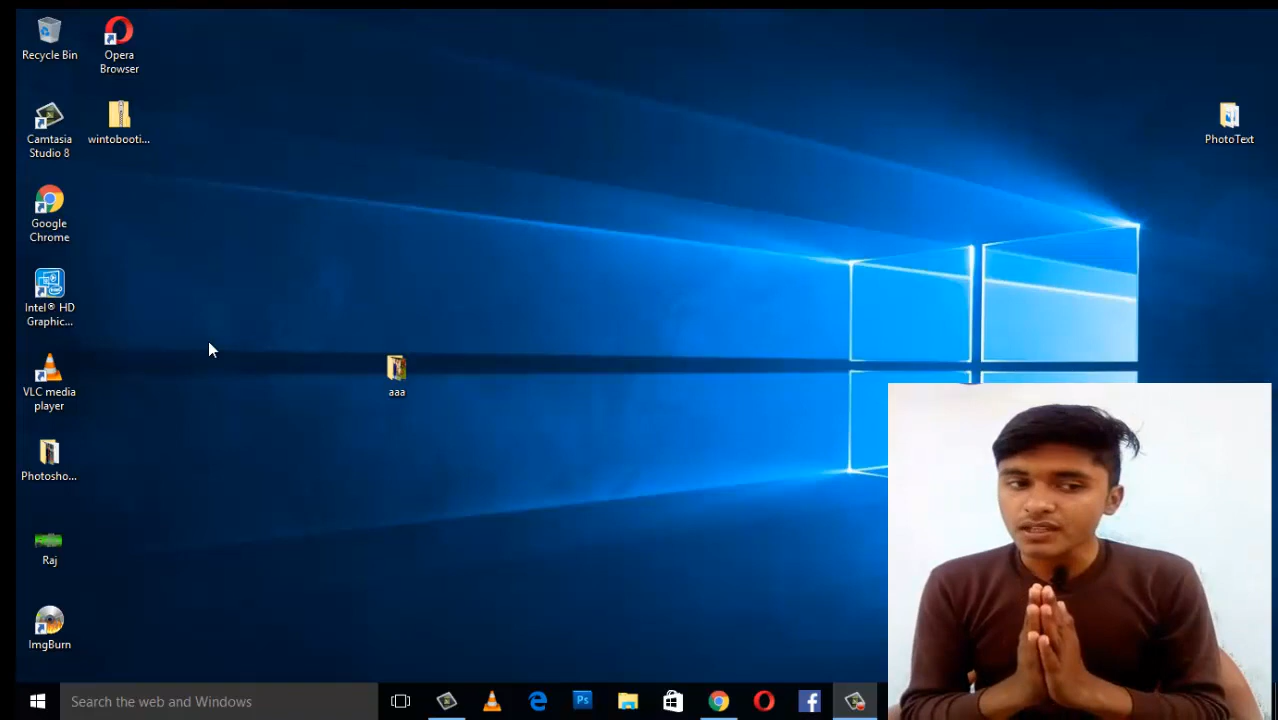 Recycle Bin
Opera
Browser
Camtasia
Studio 8
wintobooti...
PhotoText
Google
Chrome
Intel® HD
Graphic...
VLC media
player
aaa
Photosho...
Raj
ImgBurn
Search the web and Windows
Ps